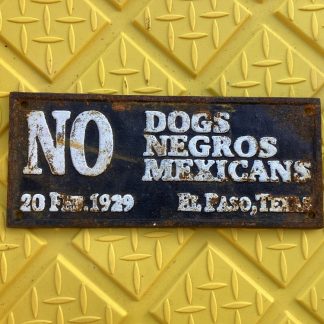 NO
DOGS
NEGROS
MEXICANS
20 FEB. 1929 EL PASO, TEXAS